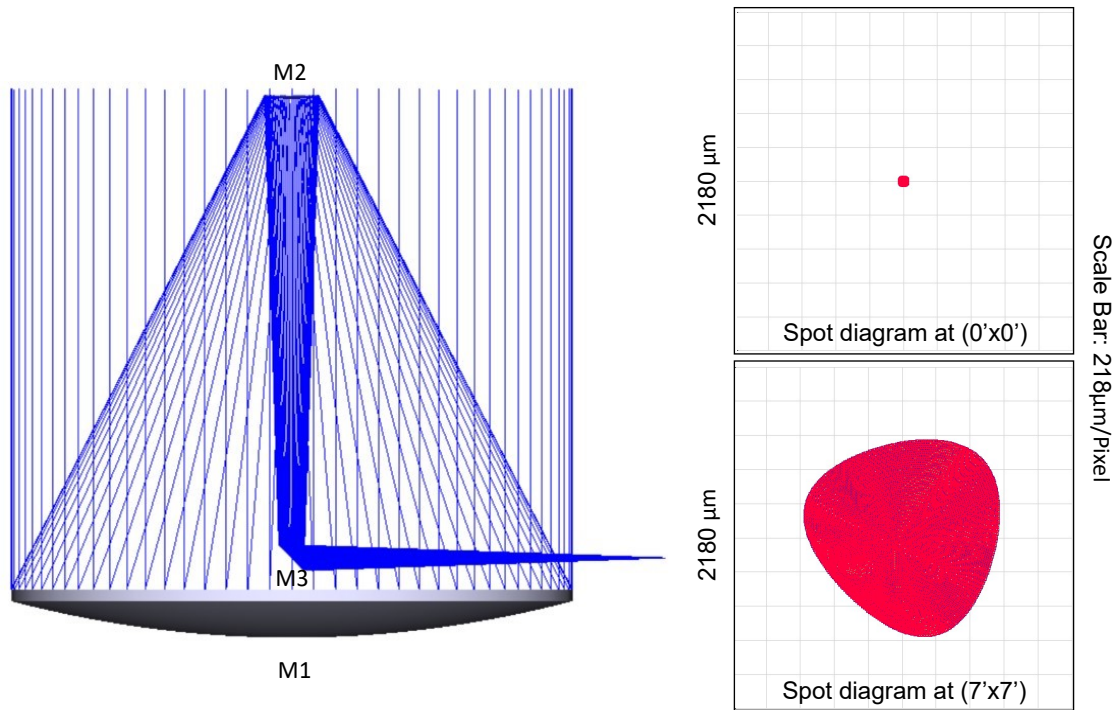 M2
M3
M1
2180 µm
Spot diagram at (0'x0')
2180 µm
Spot diagram at (7'x7')
Scale Bar: 218µm/Pixel